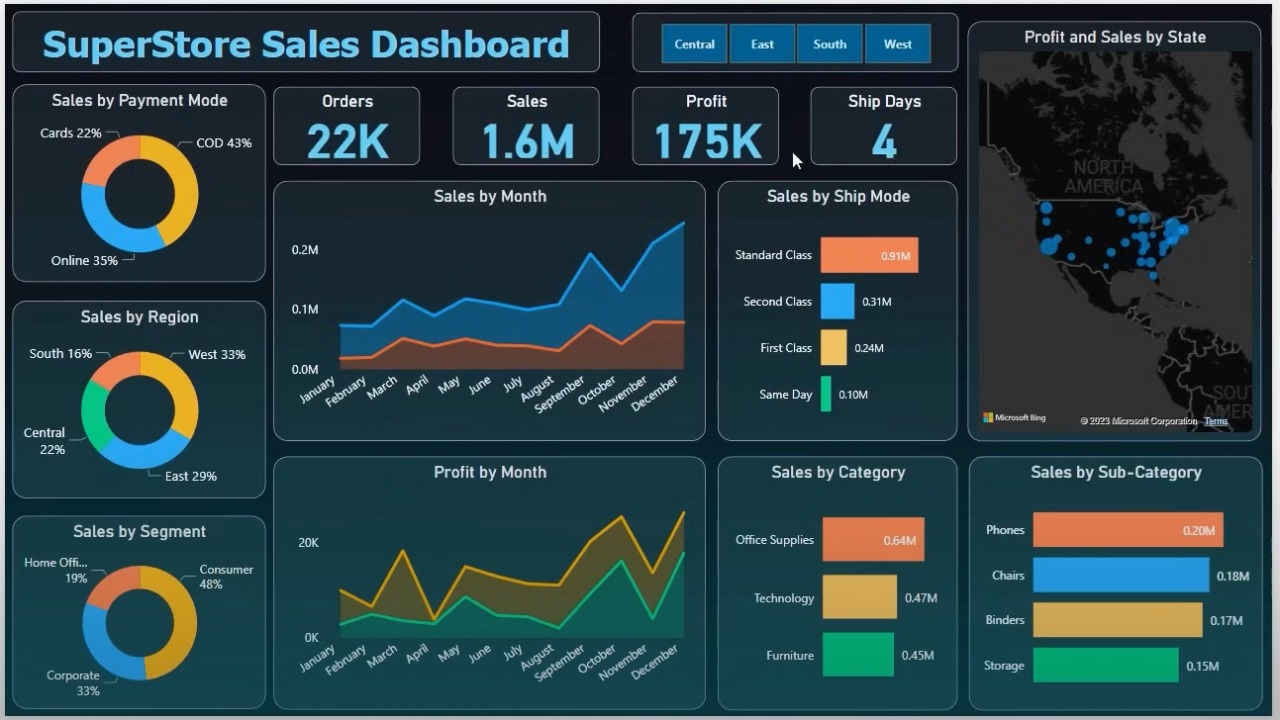 SuperStore Sales Dashboard
Central
East
South
West
Profit and Sales by State
Sales by Payment Mode
Cards 22%
COD 43%
Online 35%
Orders
22K
Sales
1.6M
Profit
175K
Ship Days
4
NORTH
AMERICA
SOU
AMER
Microsoft Bing
© 2023 Microsoft Corporation
Terms
Sales by Month
0.2M
0.1M
0.0M
January
February
March
April
May
June
July
August
September
October
November
December
Sales by Ship Mode
Standard Class
0.91M
Second Class
0.31M
First Class
0.24M
Same Day
0.10M
Sales by Region
South 16%
West 33%
Central
22%
East 29%
Sales by Segment
Home Offi...
19%
Consumer
48%
Corporate
33%
Profit by Month
20K
0K
January
February
March
April
May
June
July
August
September
October
November
December
Sales by Category
Office Supplies
0.64M
Technology
0.47M
Furniture
0.45M
Sales by Sub-Category
Phones
0.20M
Chairs
0.18M
Binders
0.17M
Storage
0.15M